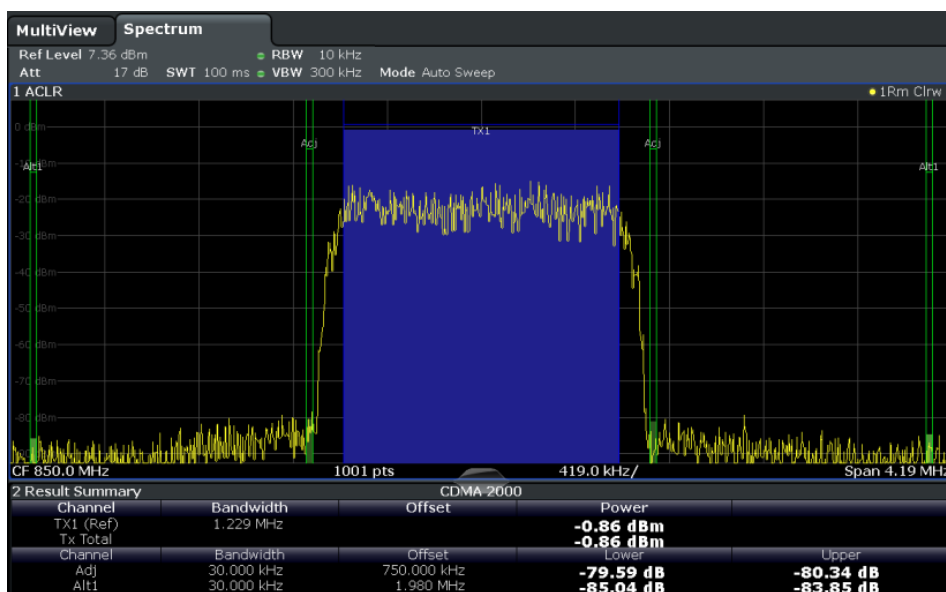 MultiView Spectrum
Ref Level 7.36 dBm RBW 10 kHz
Att 17 dB SWT 100 ms VBW 300 kHz Mode Auto Sweep
1 ACLR 1Rm Clrw
0 dBm
TX1
Adj Adj
-10 dBm
Alt1 Alt1
-20 dBm
-30 dBm
-40 dBm
-50 dBm
-60 dBm
-70 dBm
-80 dBm
CF 850.0 MHz 1001 pts 419.0 kHz/ Span 4.19 MHz
2 Result Summary CDMA 2000
Channel Bandwidth Offset Power
TX1 (Ref) 1.229 MHz -0.86 dBm
Tx Total -0.86 dBm
Channel Bandwidth Offset Lower Upper
Adj 30.000 kHz 750.000 kHz -79.59 dB -80.34 dB
Alt1 30.000 kHz 1.980 MHz -85.04 dB -83.85 dB